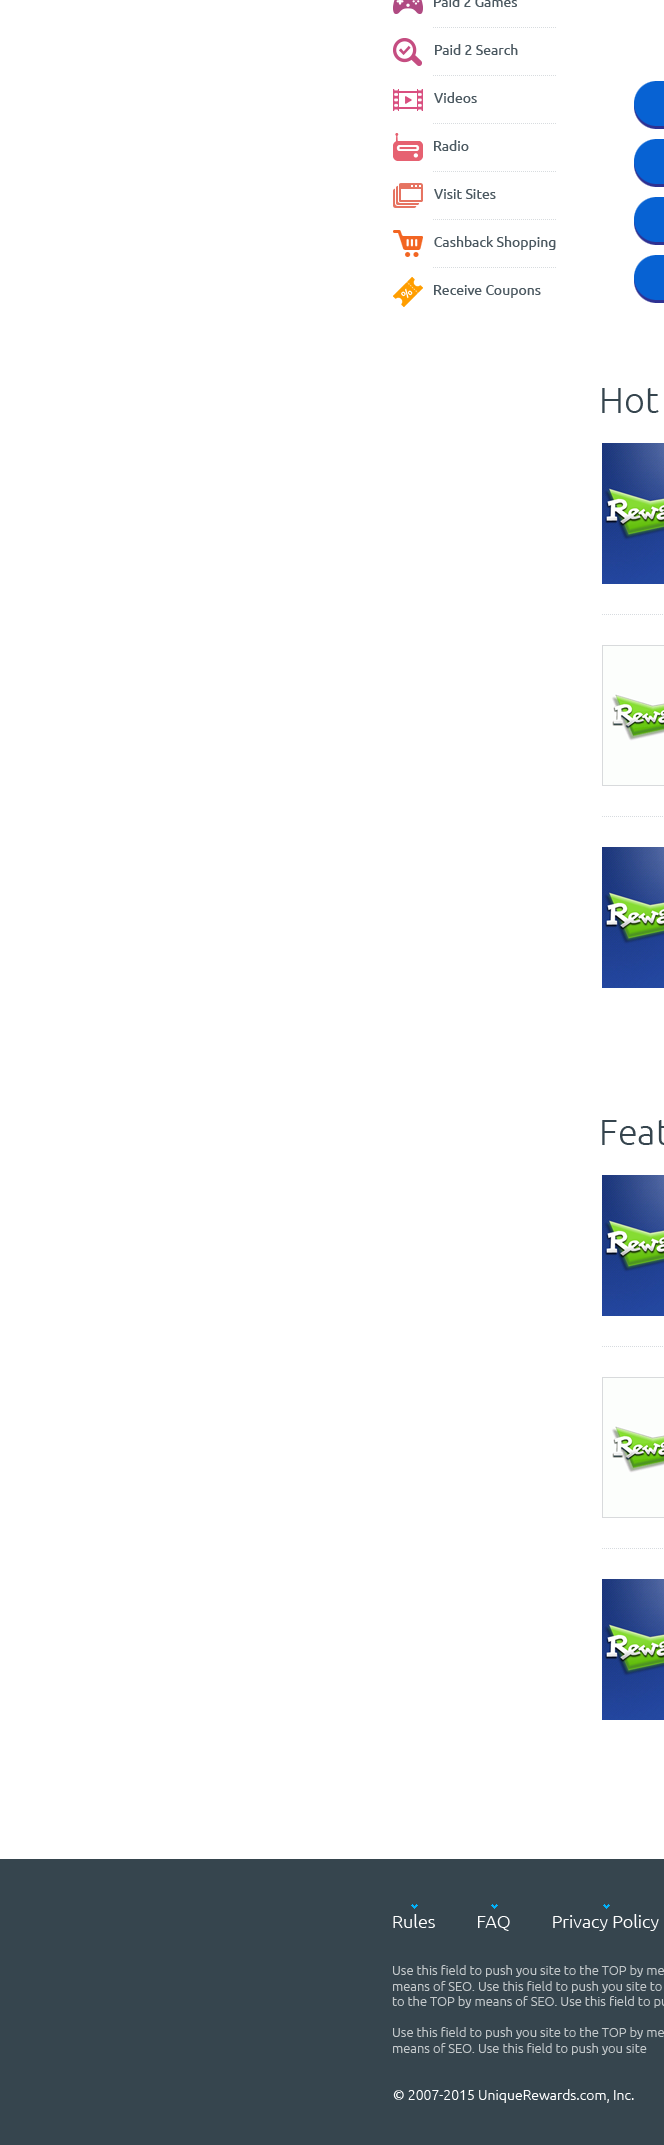 Paid 2 Games
Paid 2 Search
Videos
Radio
Visit Sites
Cashback Shopping
%
Receive Coupons
Hot
Rewa
Rewa
Rewa
Feat
Rewa
Rewa
Rewa
Rules FAQ Privacy Policy
Use this field to push you site to the TOP by me
means of SEO. Use this field to push you site to
to the TOP by means of SEO. Use this field to pu
Use this field to push you site to the TOP by me
means of SEO. Use this field to push you site
© 2007-2015 UniqueRewards.com, Inc.